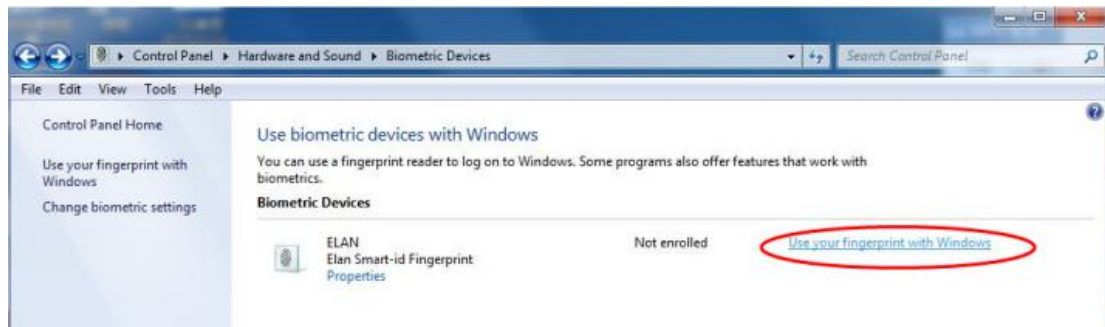 Control Panel ▸ Hardware and Sound ▸ Biometric Devices
Search Control Panel
File Edit View Tools Help
Control Panel Home
Use your fingerprint with
Windows
Change biometric settings
Use biometric devices with Windows
You can use a fingerprint reader to log on to Windows. Some programs also offer features that work with
biometrics.
Biometric Devices
ELAN
Elan Smart-id Fingerprint
Properties
Not enrolled
Use your fingerprint with Windows